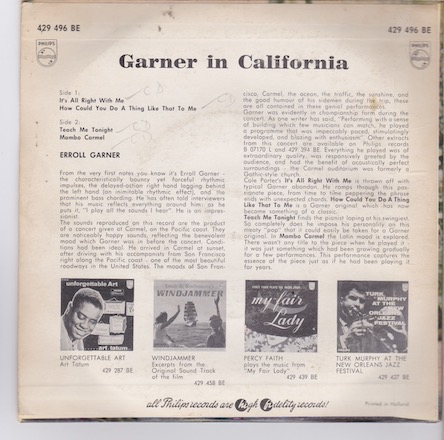 429 496 BE
429 496 BE
PHILIPS
PHILIPS
Garner in California
Side 1:
It's All Right With Me
How Could You Do A Thing Like That To Me
Side 2:
Teach Me Tonight
Mambo Carmel
ERROLL GARNER
From the very first notes you know it's Erroll Garner -
the characteristically bouncy yet forceful rhythmic
impulses, the delayed-action right hand lagging behind
the left hand (an inimitable rhythmic effect), and the
prominent bass chording. He has often told interviewers
that his music reflects everything around him; as he
puts it, "I play all the sounds I hear". He is an impres-
sionist.
The sounds reproduced on this record are the product
of a concert given at Carmel, on the Pacific coast. They
are noticeably happy sounds, reflecting the benevolent
mood which Garner was in before the concert. Condi-
tions had been ideal. He arrived in Carmel at sunset,
after driving with his accompanists from San Francisco
right along the Pacific coast - one of the most beautiful
roadways in the United States. The moods of San Fran-
cisco, Carmel, the ocean, the traffic, the sunshine, and
the good humour of his sidemen during the trip, these
are all contained in these genial performances.
Garner was evidently in championship form during the
concert. As one writer has said, "Performing with a sense
of building which few musicians can match, he played
a programme that was impeccably paced, stimulatingly
developed, and blazing with enthusiasm". Other extracts
from this concert are available on Philips records
B 07170 L and 429 394 BE. Everything he played was of
extraordinary quality, was responsively greeted by the
audience, and had the benefit of acoustically perfect
surroundings - the Carmel auditorium was formerly a
Gothic-style church.
Cole Porter's It's All Right With Me is thrown off with
typical Garner abandon. He romps through this pas-
sionate piece, from time to time peppering the phrase
ends with unexpected chords. How Could You Do A Thing
Like That To Me is a Garner original which has now
become something of a classic.
Teach Me Tonight finds the pianist loping at his swingiest.
So completely does he impose his personality on this
meaty "pop" that it could easily be taken for a Garner
original. In Mambo Carmel the Latin mood is explored.
There wasn't any title to the piece when he played it -
it was just something which had been growing gradually
for a few performances. This performance captures the
essence of the piece just as if he had been playing it
for years.
unforgettable Art
art tatum
WINDJAMMER
my fair
Lady
TURK
MURPHY
AT THE
NEW ORLEANS
JAZZ
FESTIVAL
UNFORGETTABLE ART
Art Tatum
429 287 BE
WINDJAMMER
Excerpts from the
Original Sound Track
of the film
429 458 BE
PERCY FAITH
plays the music from
"My Fair Lady"
429 439 BE
TURK MURPHY AT THE
NEW ORLEANS JAZZ
FESTIVAL
429 427 BE
all Philips records are high fidelity records!
Printed in Holland